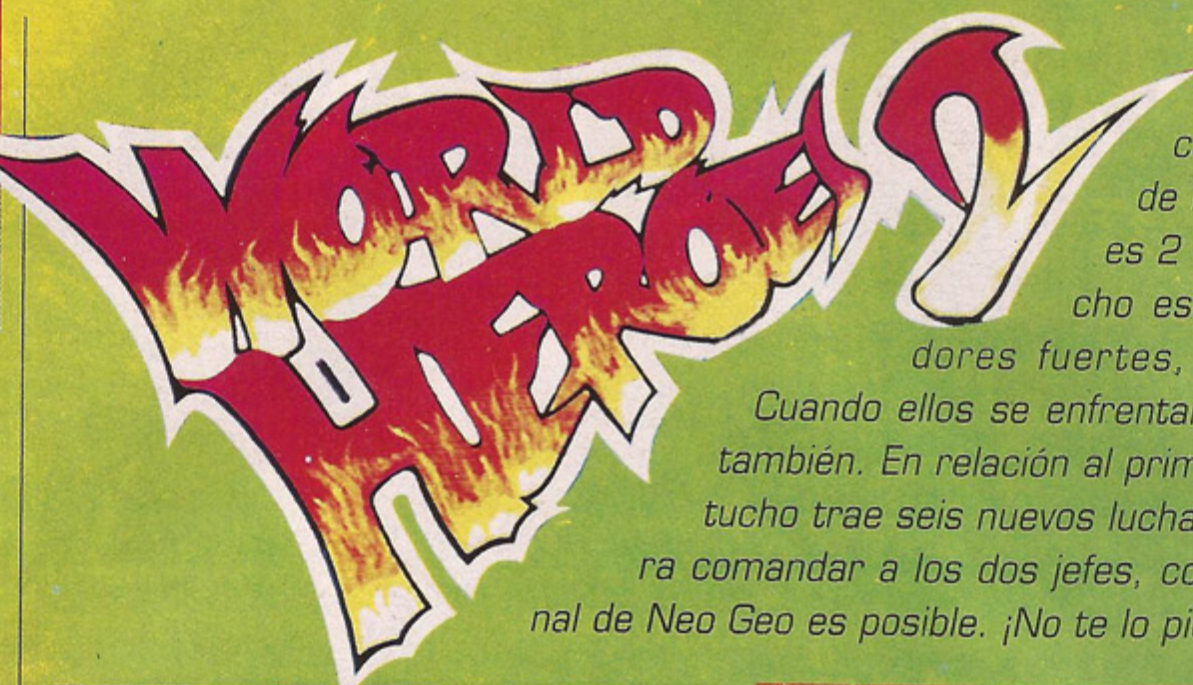 WORLD
HEROES 2
c
de
es 2
cho es
dores fuertes,
Cuando ellos se enfrenta
también. En relación al prim
tucho trae seis nuevos lucha
ra comandar a los dos jefes, co
nal de Neo Geo es posible. ¡No te lo pi